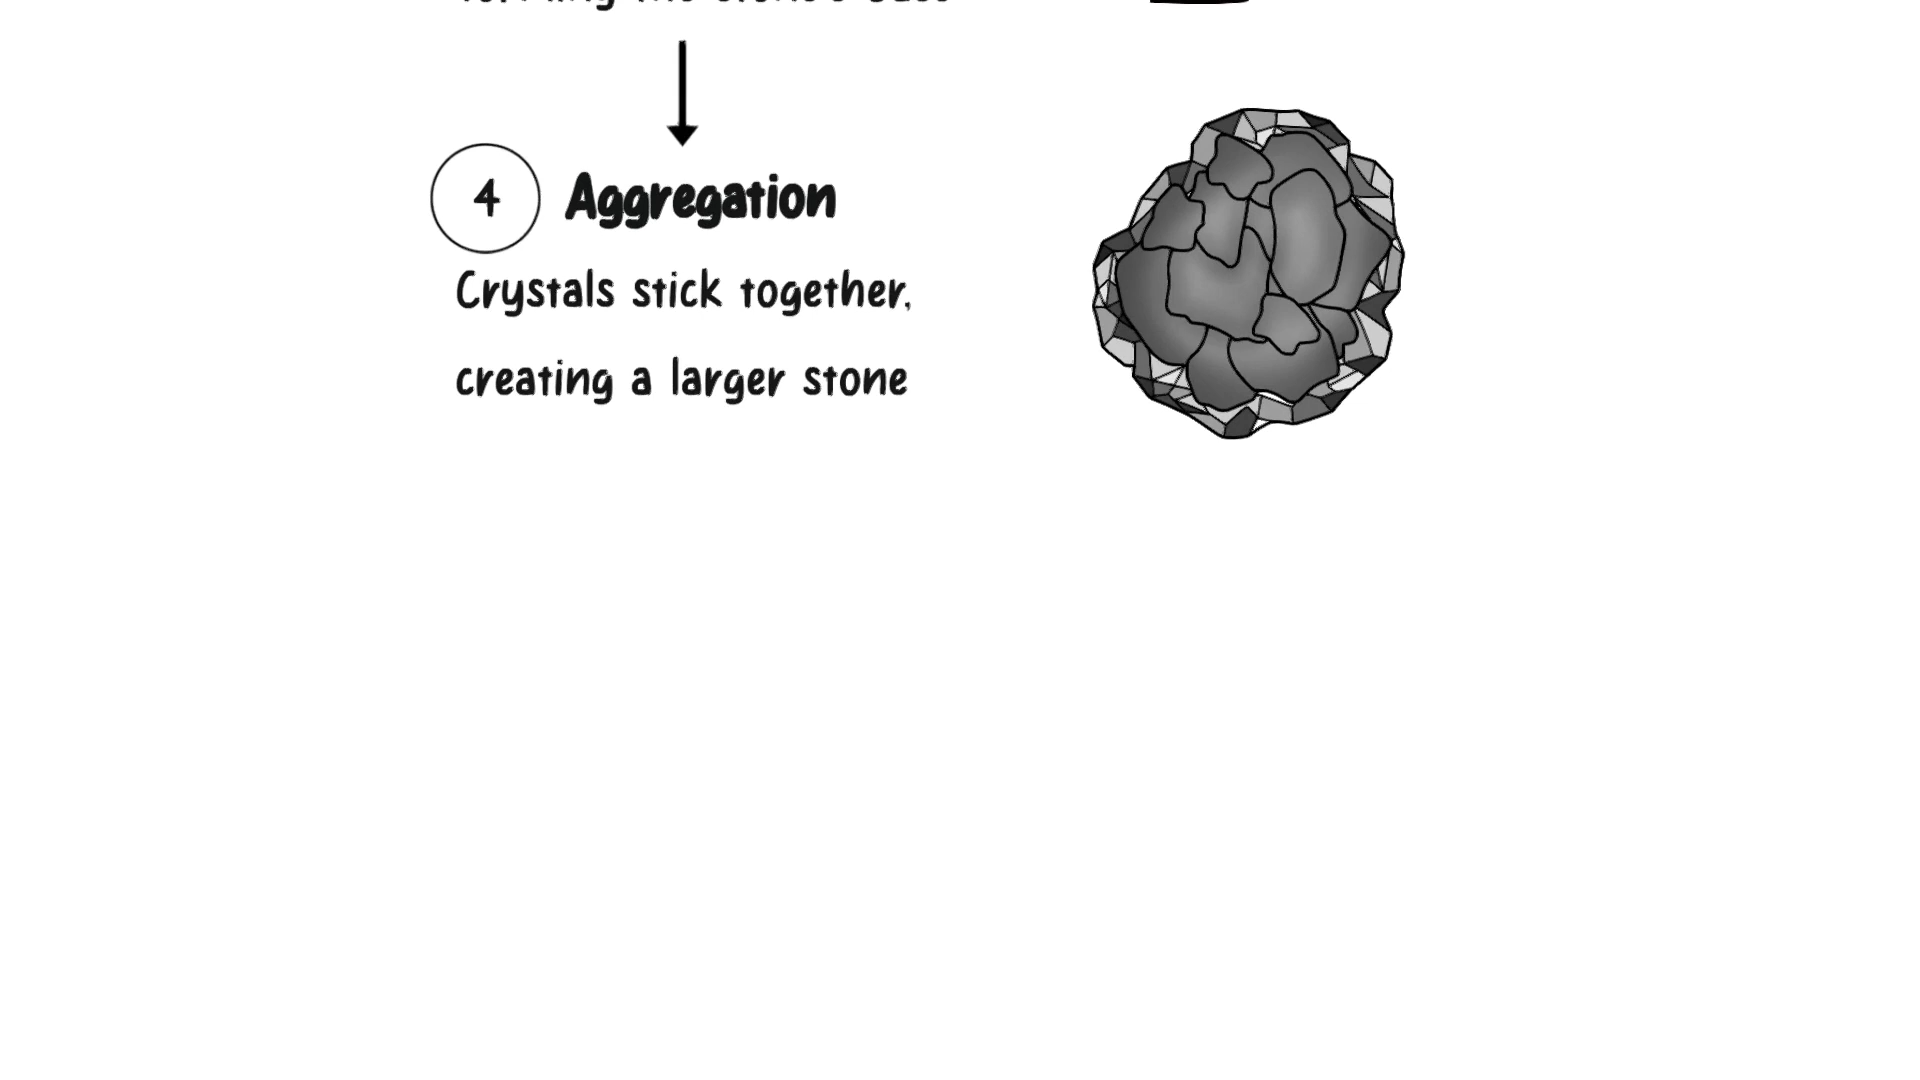 4 Aggregation
Crystals stick together,
creating a larger stone